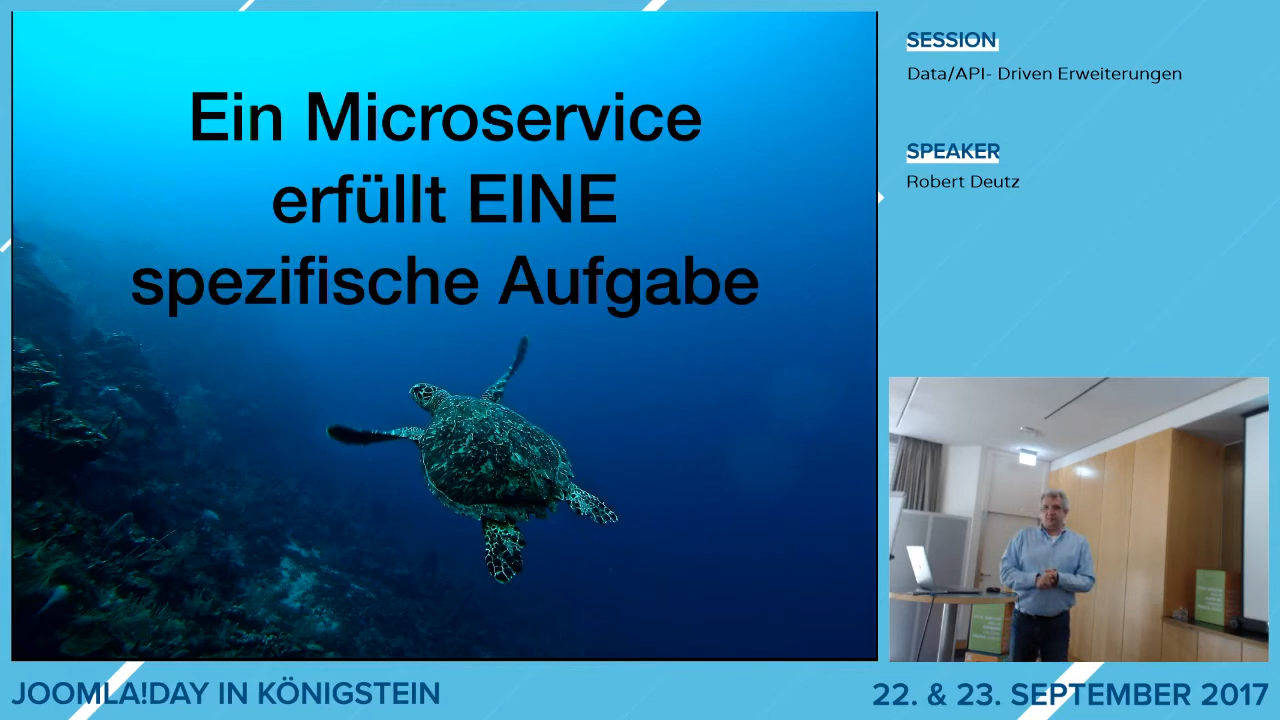 Ein Microservice
erfüllt EINE
spezifische Aufgabe
SESSION
Data/API- Driven Erweiterungen
SPEAKER
Robert Deutz
JOOMLA!DAY IN KÖNIGSTEIN
22. & 23. SEPTEMBER 2017